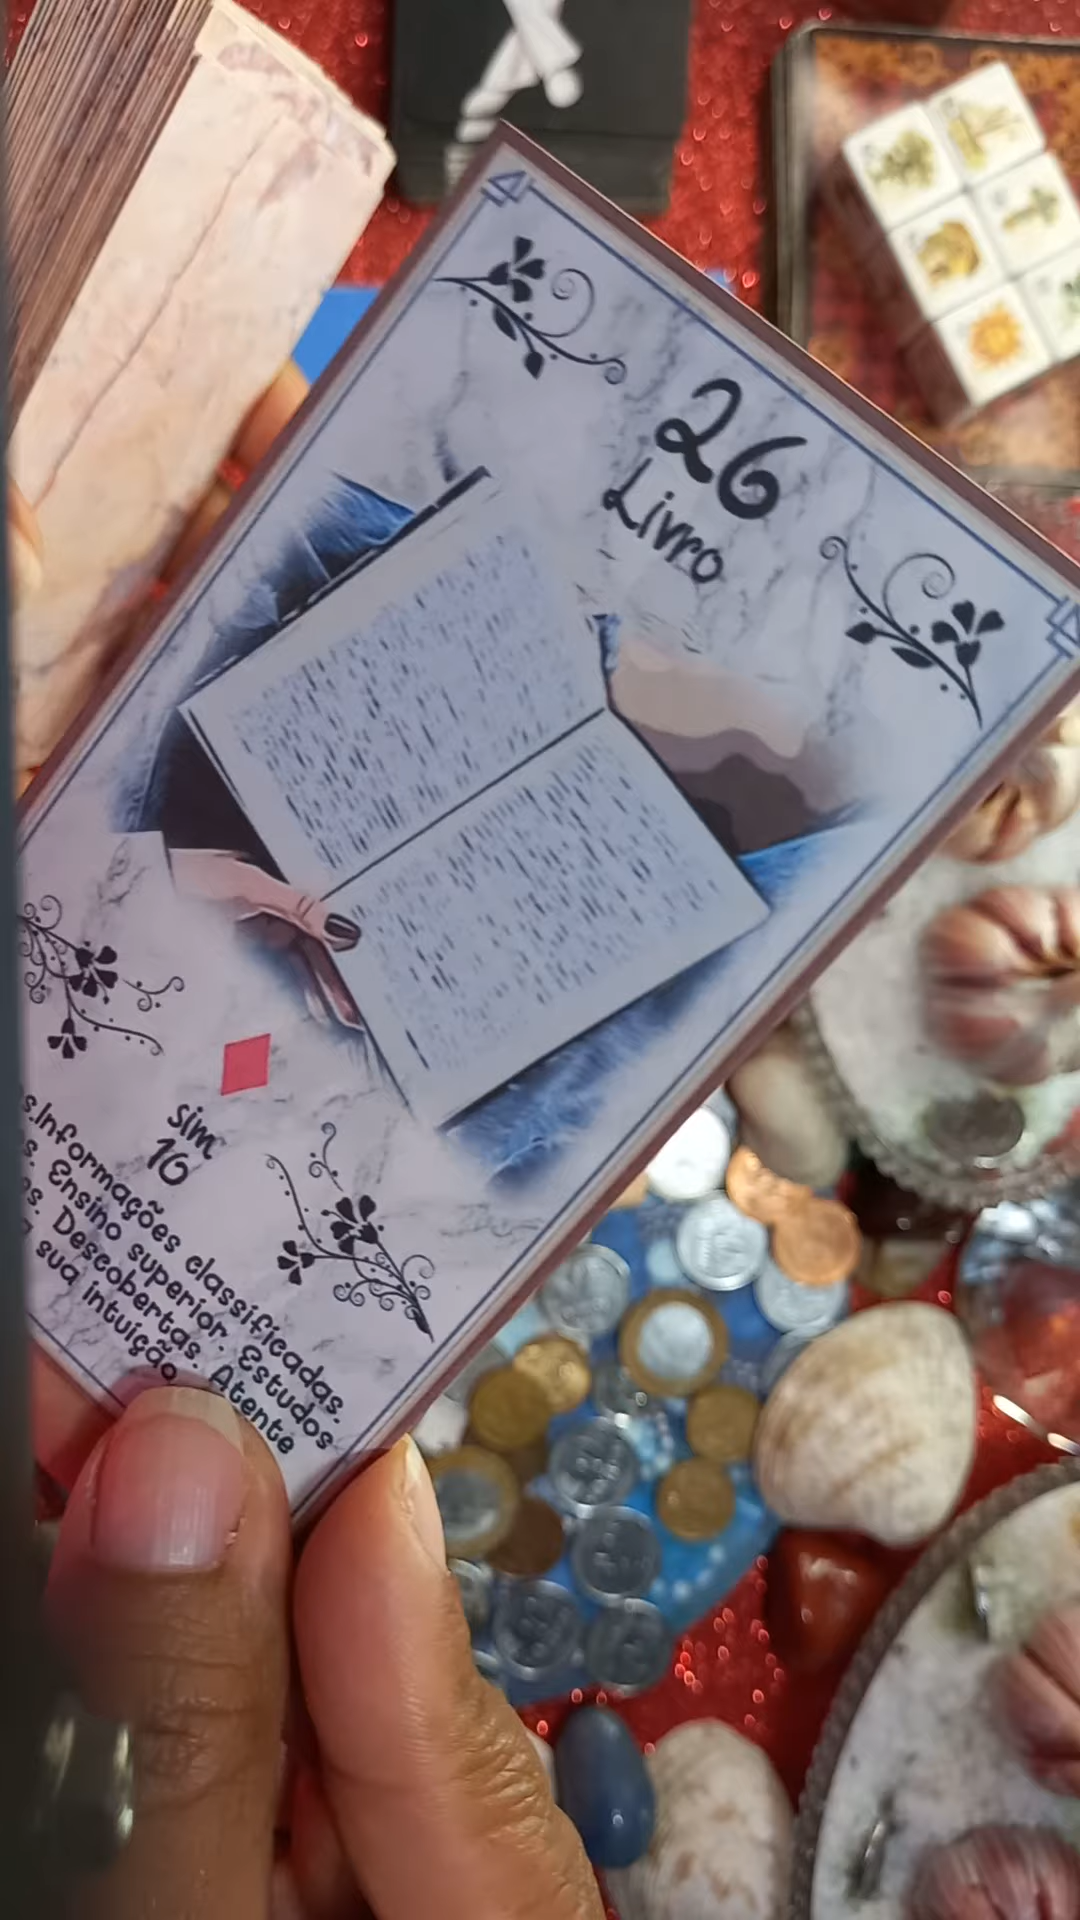 26
Livro
sim
10
s. Informações classificadas.
s. Ensino superior. Estudos
s. Descobertas. Atente
sua intuição